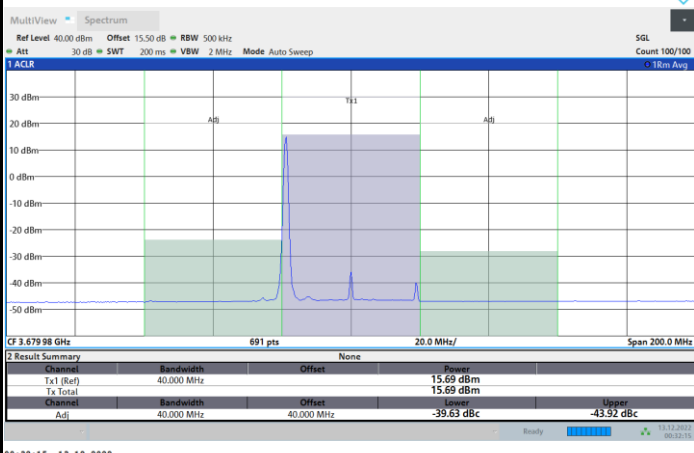 MultiView Spectrum
Ref Level 40.00 dBm Offset 15.50 dB RBW 500 kHz SGL
Att 30 dB SWT 200 ms VBW 2 MHz Mode Auto Sweep Count 100/100
1 ACLR 1Rm Avg
30 dBm
Tx1
20 dBm
Adj Adj
10 dBm
0 dBm
-10 dBm
-20 dBm
-30 dBm
-40 dBm
-50 dBm
CF 3.679 98 GHz 691 pts 20.0 MHz/ Span 200.0 MHz
2 Result Summary None
Channel Bandwidth Offset Power
Tx1 (Ref) 40.000 MHz 15.69 dBm
Tx Total 15.69 dBm
Channel Bandwidth Offset Lower Upper
Adj 40.000 MHz 40.000 MHz -39.63 dBc -43.92 dBc
Ready 13.12.2022
00:32:15